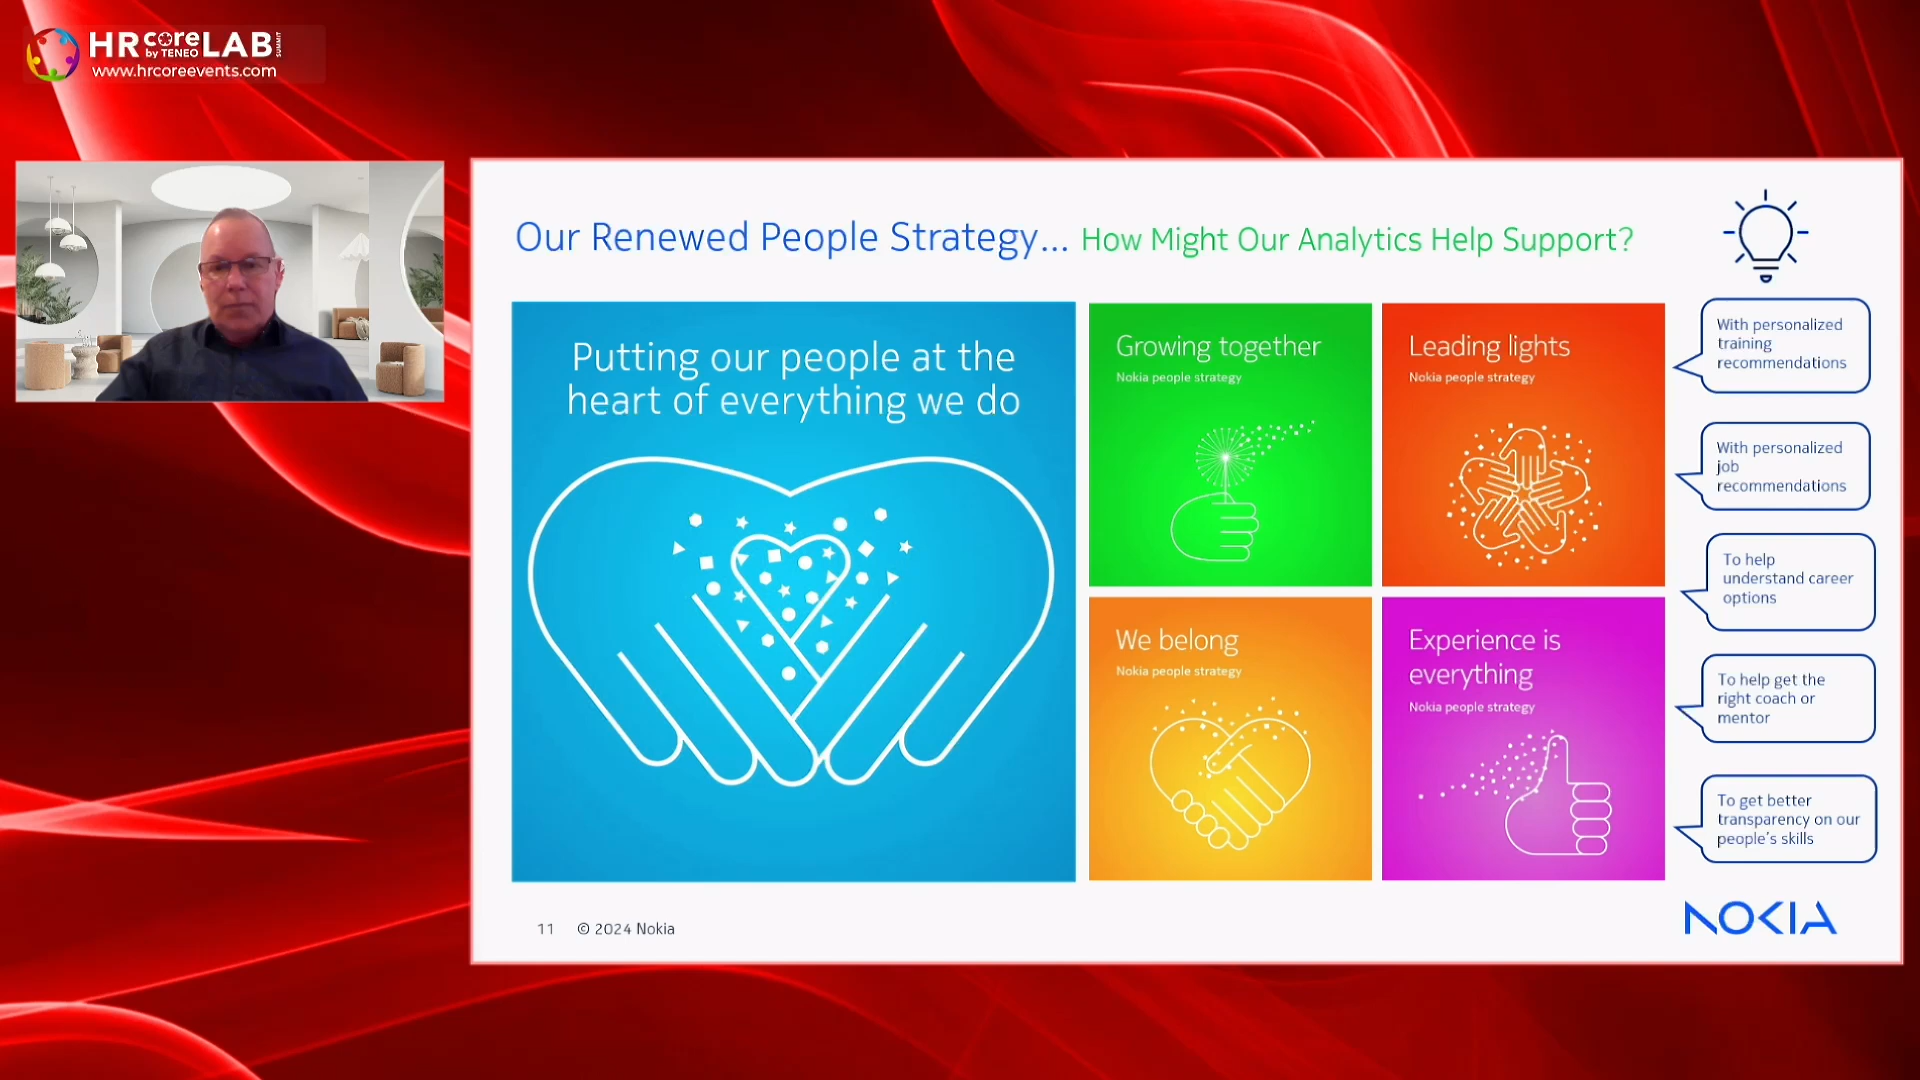 HR core LAB SUMMIT
by TENEO
www.hrcoreevents.com
Our Renewed People Strategy... How Might Our Analytics Help Support?
Putting our people at the
heart of everything we do
Growing together
Nokia people strategy
Leading lights
Nokia people strategy
We belong
Nokia people strategy
Experience is
everything
Nokia people strategy
With personalized
training
recommendations
With personalized
job
recommendations
To help
understand career
options
To help get the
right coach or
mentor
To get better
transparency on our
people's skills
11 © 2024 Nokia
NOKIA